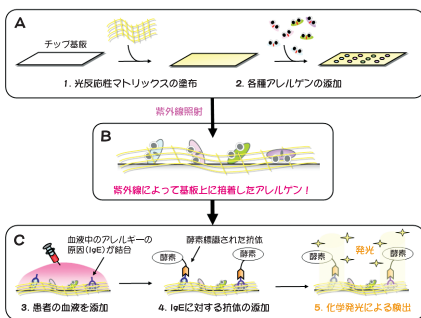 A
チップ基板
1. 光反応性マトリックスの塗布
2. 各種アレルゲンの添加
紫外線照射
B
紫外線によって基板上に接着したアレルゲン！
C
血液中のアレルギーの
原因(IgE)が結合
酵素標識された抗体
酵素
酵素
発光
酵素
酵素
3. 患者の血液を添加
4. IgEに対する抗体の添加
5. 化学発光による検出